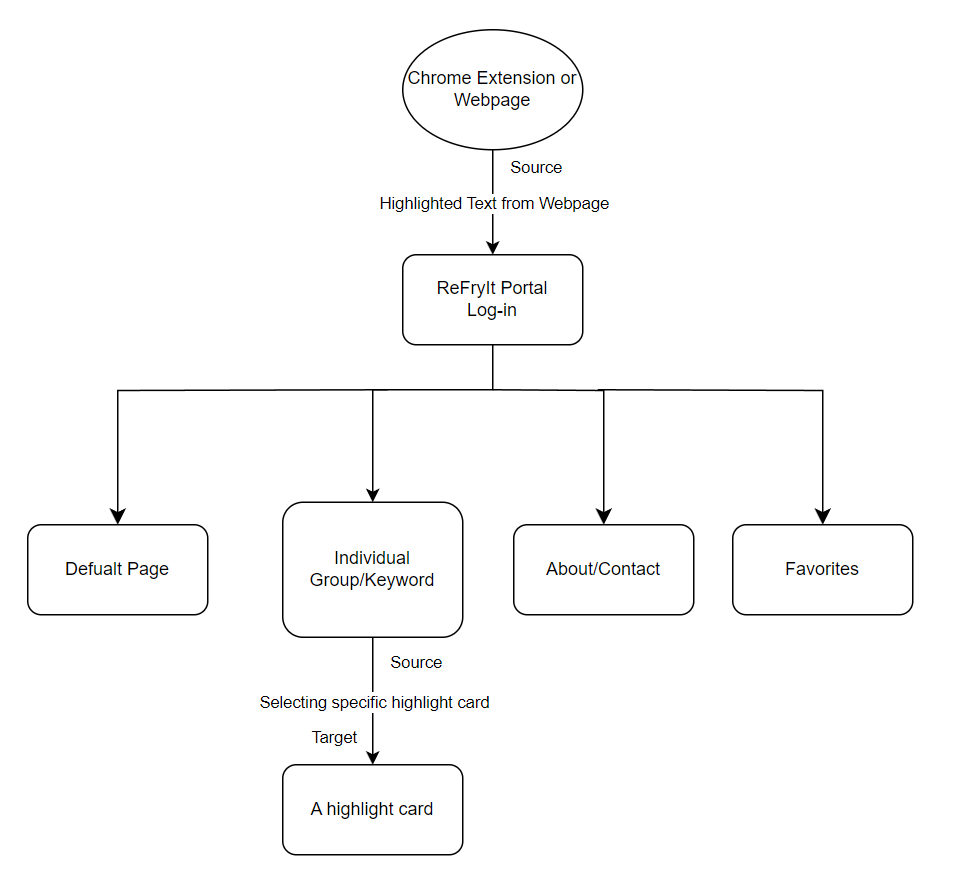 Chrome Extension or
Webpage
Source
Highlighted Text from Webpage
ReFryIt Portal
Log-in
Defualt Page
Individual
Group/Keyword
About/Contact
Favorites
Source
Selecting specific highlight card
Target
A highlight card